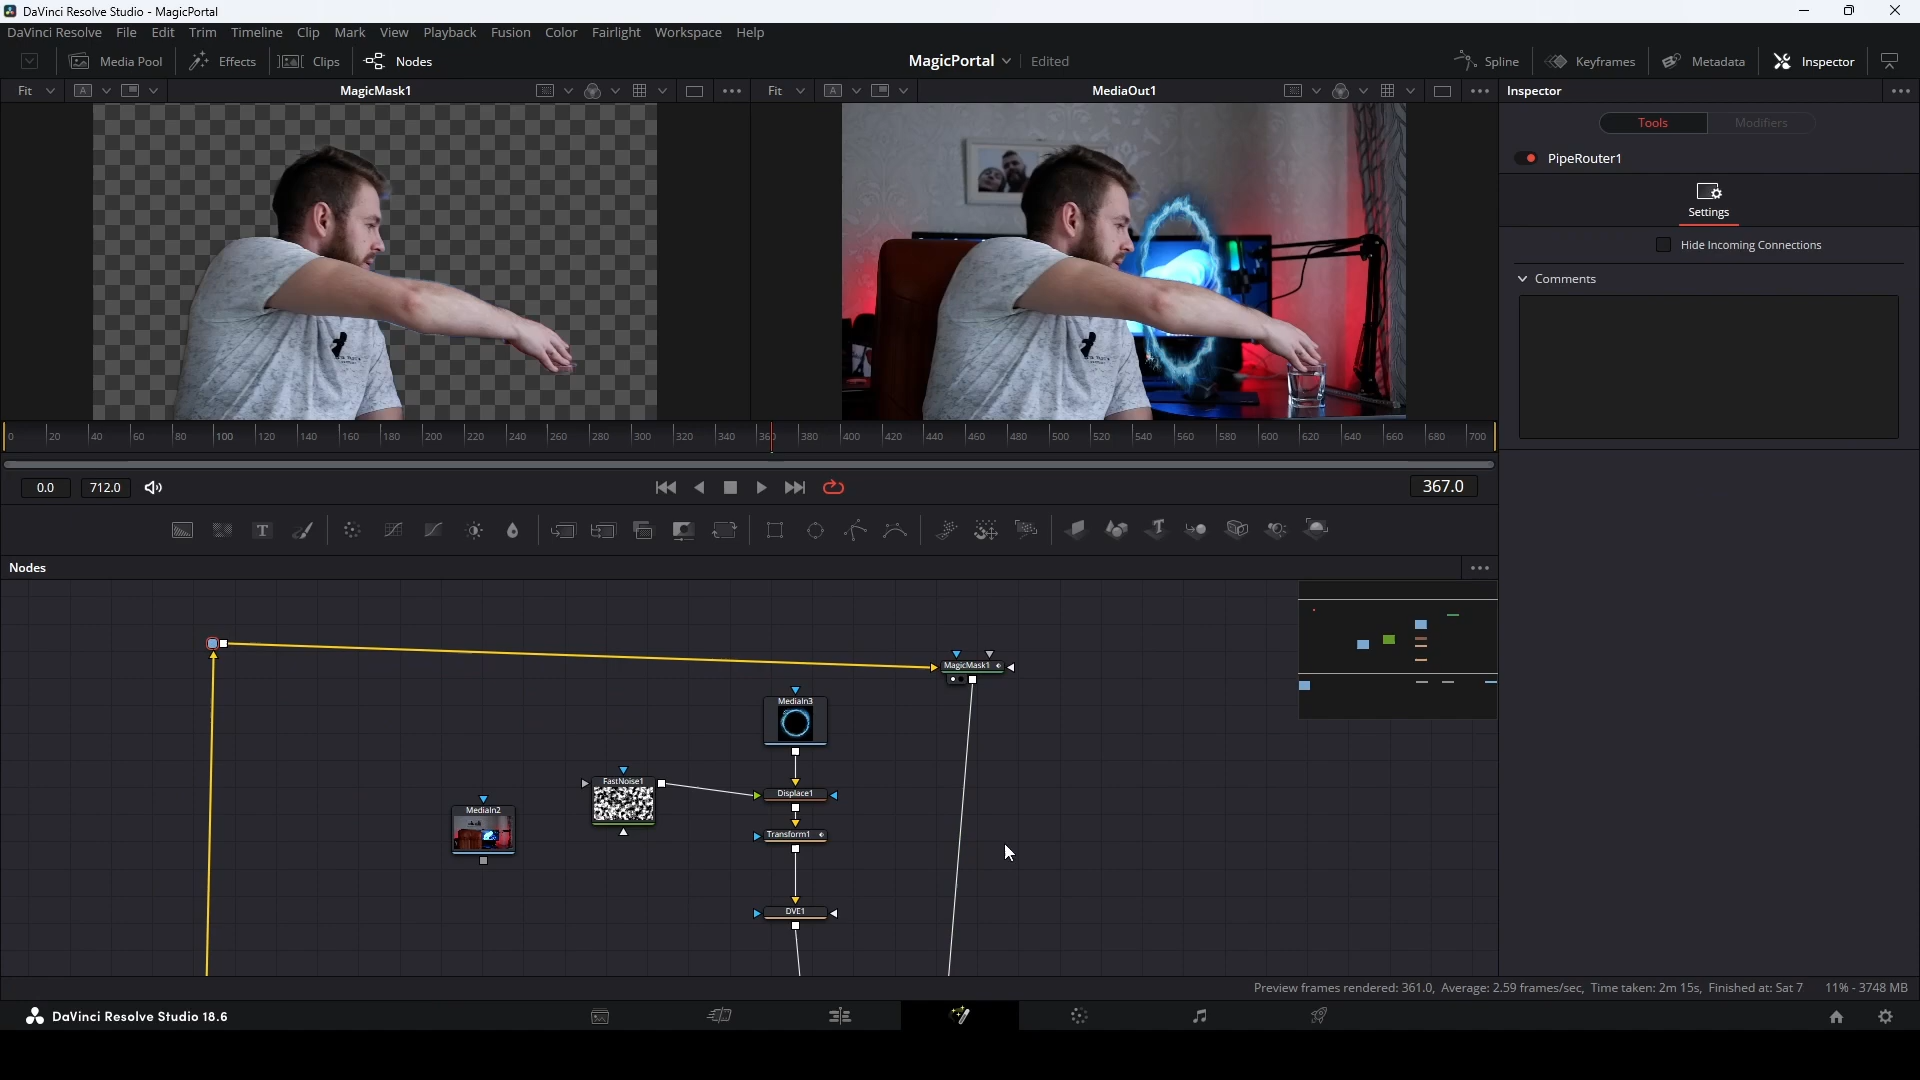 DaVinci Resolve Studio - MagicPortal
DaVinci Resolve File Edit Trim Timeline Clip Mark View Playback Fusion Color Fairlight Workspace Help
Media Pool Effects Clips Nodes MagicPortal Edited Spline Keyframes Metadata Inspector
Fit A MagicMask1 Fit A MediaOut1 Inspector
Tools Modifiers
PipeRouter1
Settings
Hide Incoming Connections
Comments
0 20 40 60 80 100 120 140 160 180 200 220 240 260 280 300 320 340 360 380 400 420 440 460 480 500 520 540 560 580 600 620 640 660 680 700
0.0 712.0 367.0
T T
Nodes
MagicMask1
MediaIn3
FastNoise1
Displace1
MediaIn2
Transform1
DVE1
Preview frames rendered: 361.0, Average: 2.59 frames/sec, Time taken: 2m 15s, Finished at: Sat 7 11% - 3748 MB
DaVinci Resolve Studio 18.6